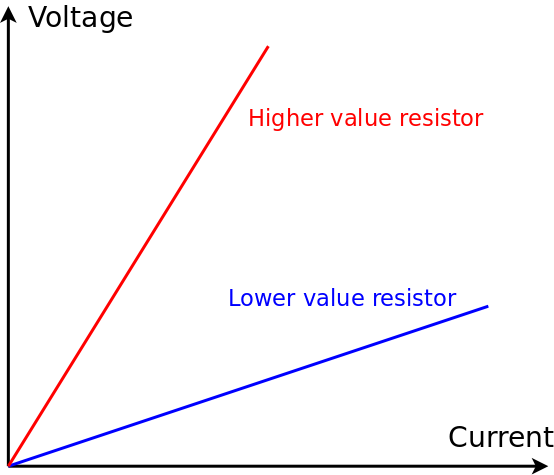 Voltage
Higher value resistor
Lower value resistor
Current